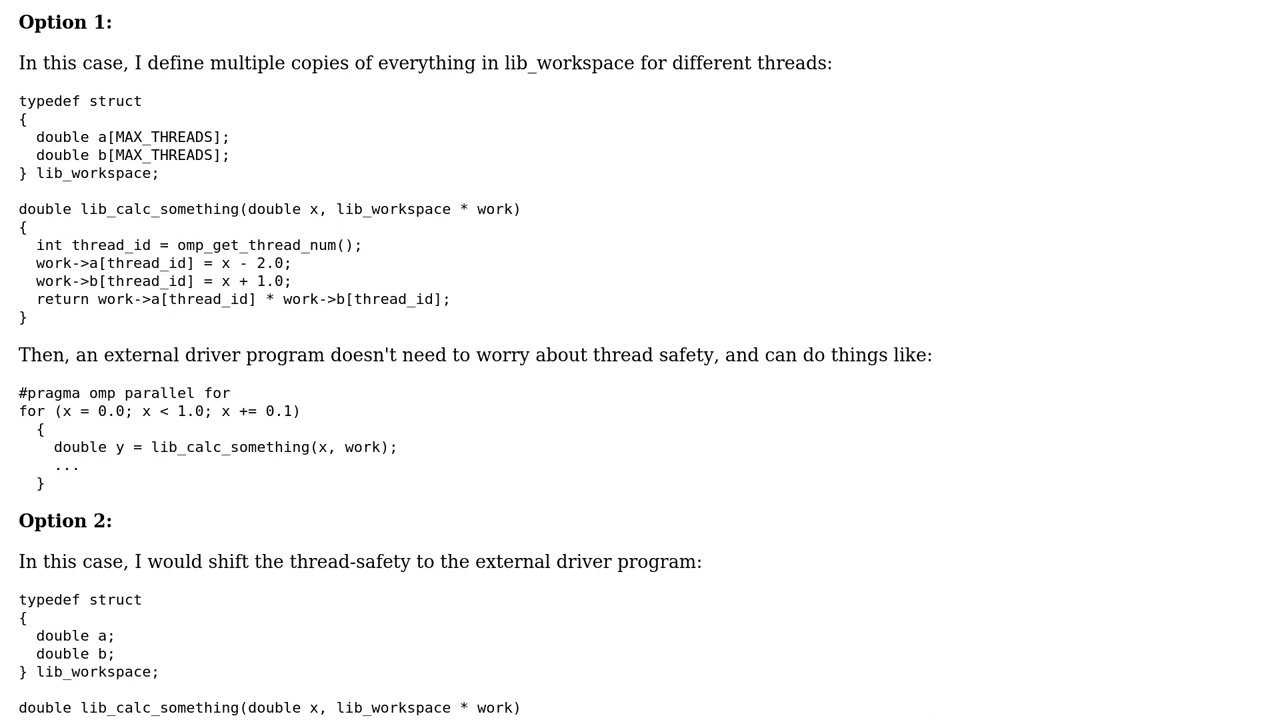 Option 1:
In this case, I define multiple copies of everything in lib_workspace for different threads:
typedef struct
{
  double a[MAX_THREADS];
  double b[MAX_THREADS];
} lib_workspace;
double lib_calc_something(double x, lib_workspace * work)
{
  int thread_id = omp_get_thread_num();
  work->a[thread_id] = x - 2.0;
  work->b[thread_id] = x + 1.0;
  return work->a[thread_id] * work->b[thread_id];
}
Then, an external driver program doesn't need to worry about thread safety, and can do things like:
#pragma omp parallel for
for (x = 0.0; x < 1.0; x += 0.1)
  {
    double y = lib_calc_something(x, work);
    ...
  }
Option 2:
In this case, I would shift the thread-safety to the external driver program:
typedef struct
{
  double a;
  double b;
} lib_workspace;
double lib_calc_something(double x, lib_workspace * work)